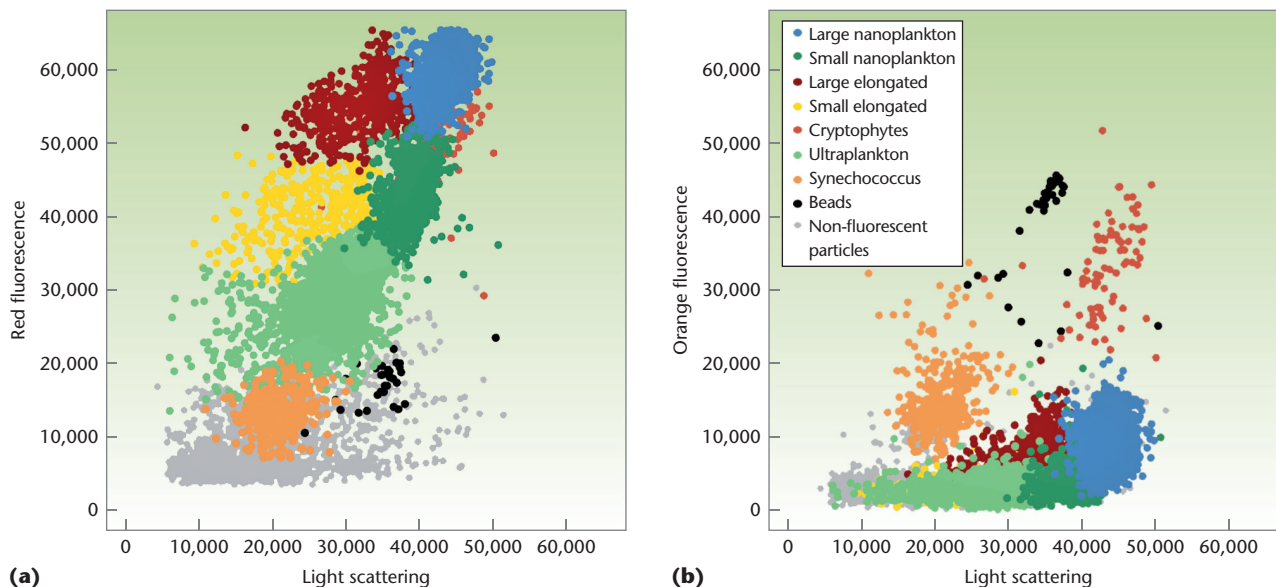 60,000
50,000
40,000
30,000
20,000
10,000
0
Red fluorescence
0 10,000 20,000 30,000 40,000 50,000 60,000
Light scattering
(a)
60,000
50,000
40,000
30,000
20,000
10,000
0
Orange fluorescence
Large nanoplankton
Small nanoplankton
Large elongated
Small elongated
Cryptophytes
Ultraplankton
Synechococcus
Beads
Non-fluorescent
particles
0 10,000 20,000 30,000 40,000 50,000 60,000
Light scattering
(b)